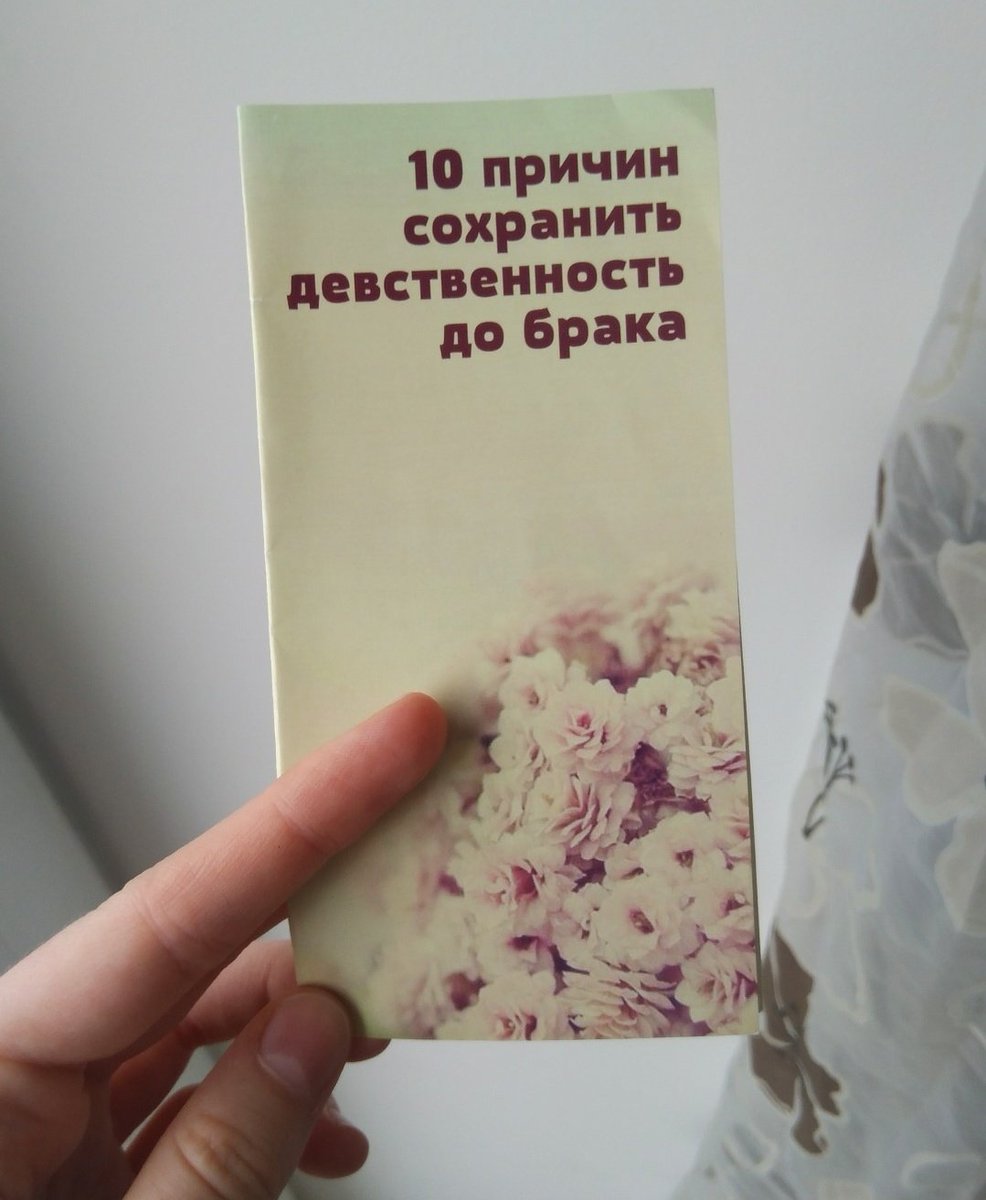 10 причин
сохранить
девственность
до брака